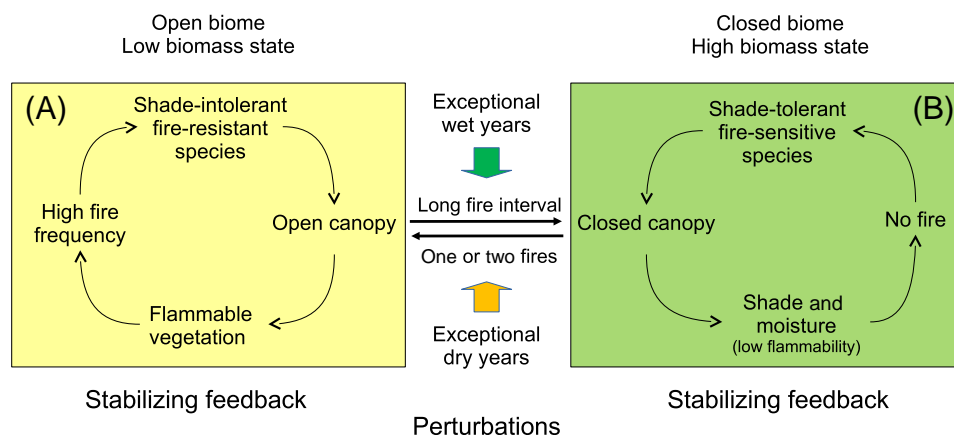 Open biome
Low biomass state
Closed biome
High biomass state
(A)
Shade-intolerant
fire-resistant
species
High fire
frequency
Open canopy
Flammable
vegetation
Exceptional
wet years
Long fire interval
One or two fires
Exceptional
dry years
(B)
Shade-tolerant
fire-sensitive
species
Closed canopy
No fire
Shade and
moisture
(low flammability)
Stabilizing feedback
Perturbations
Stabilizing feedback